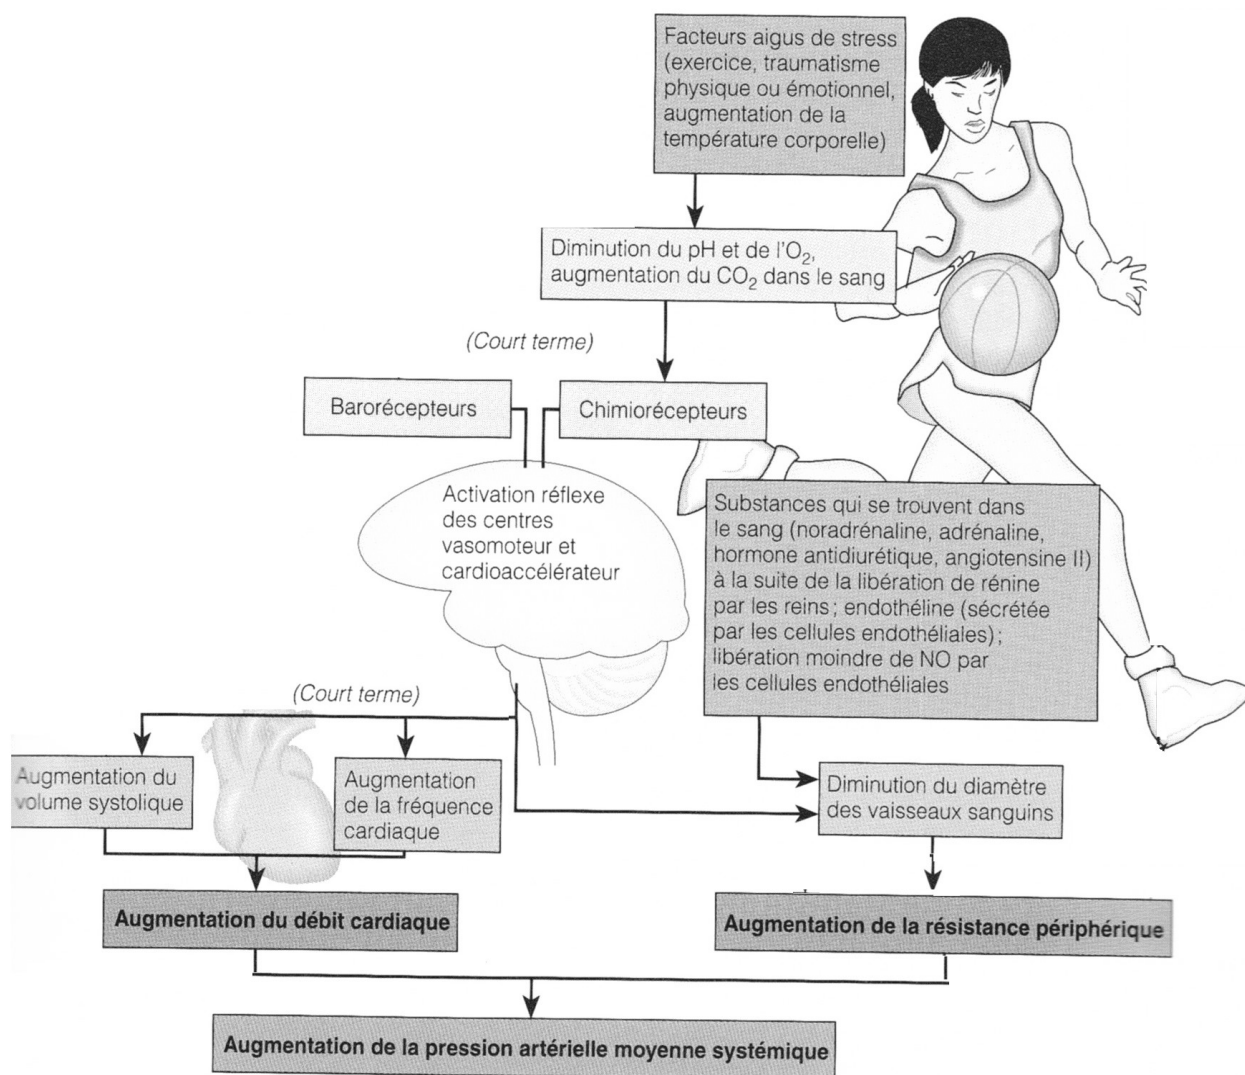 Facteurs aigus de stress
(exercice, traumatisme
physique ou émotionnel,
augmentation de la
température corporelle)
Diminution du pH et de l'O₂,
augmentation du CO₂ dans le sang
(Court terme)
Barorécepteurs
Chimiorécepteurs
Activation réflexe
des centres
vasomoteur et
cardioaccélérateur
Substances qui se trouvent dans
le sang (noradrénaline, adrénaline,
hormone antidiurétique, angiotensine II)
à la suite de la libération de rénine
par les reins ; endothéline (sécrétée
par les cellules endothéliales) ;
libération moindre de NO par
les cellules endothéliales
(Court terme)
Augmentation du
volume systolique
Augmentation
de la fréquence
cardiaque
Diminution du diamètre
des vaisseaux sanguins
Augmentation du débit cardiaque
Augmentation de la résistance périphérique
Augmentation de la pression artérielle moyenne systémique